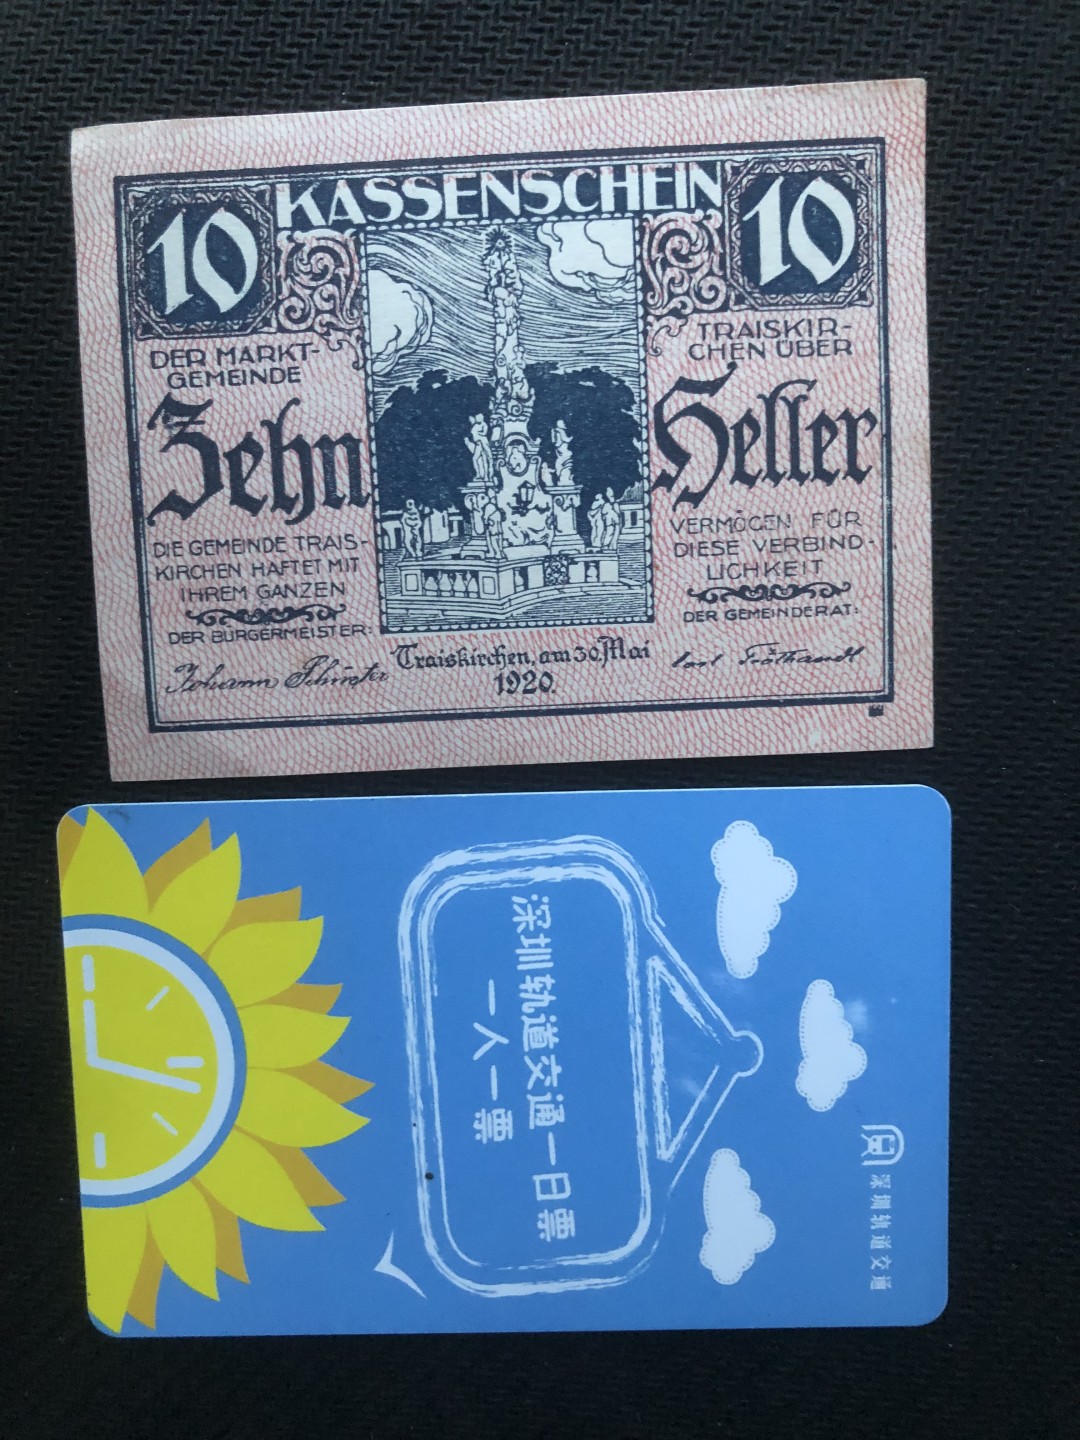 KASSENSCHEIN
10
10
DER MARKT-
GEMEINDE
TRAISKIR-
CHEN ÜBER
Zehn
Heller
DIE GEMEINDE TRAIS-
KIRCHEN HAFTET MIT
IHREM GANZEN
VERMÖGEN FÜR
DIESE VERBIND-
LICHKEIT
DER BÜRGERMEISTER:
DER GEMEINDERAT:
Johann Schuster
Traiskirchen, am 30. Mai
1920.
深圳轨道交通一日票
一人一票
深圳轨道交通